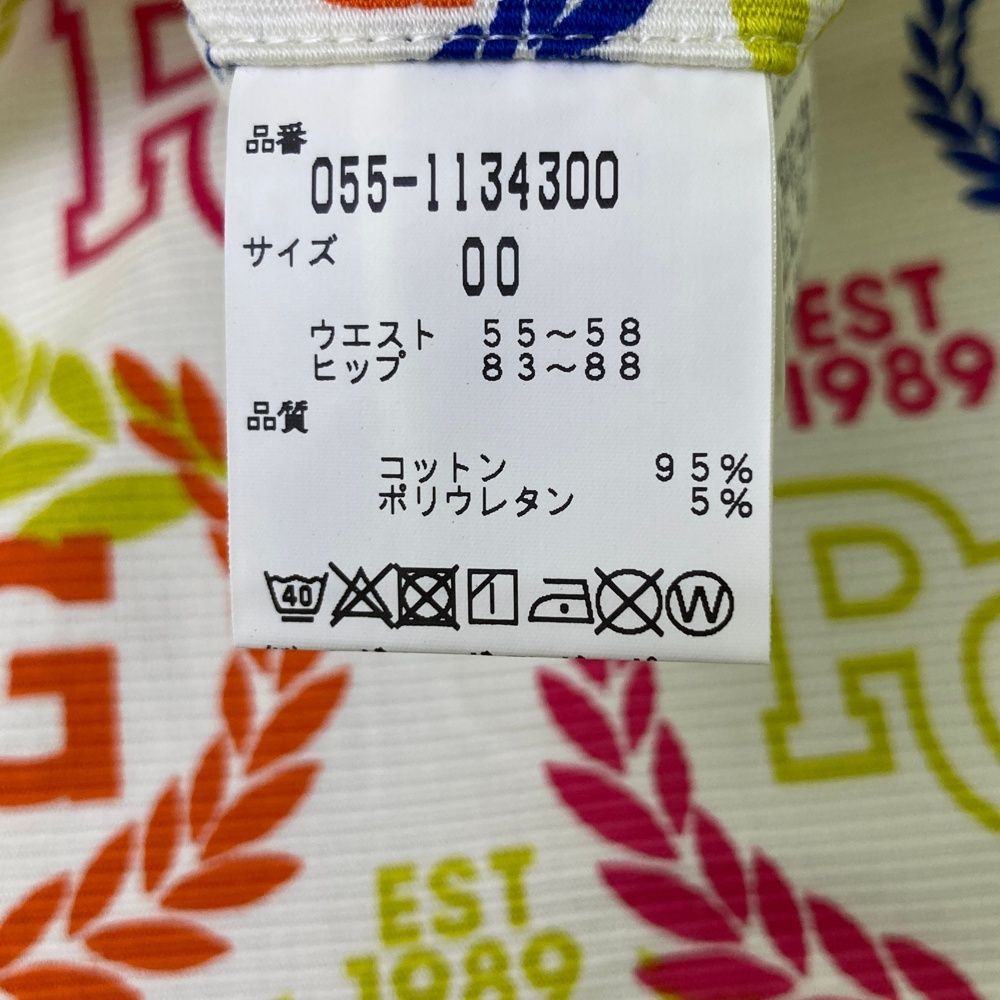 品番
055-1134300
サイズ 00
ウエスト 55～58
ヒップ 83～88
品質
コットン 95%
ポリウレタン 5%
40 W
EST
1989
G
EST
1989